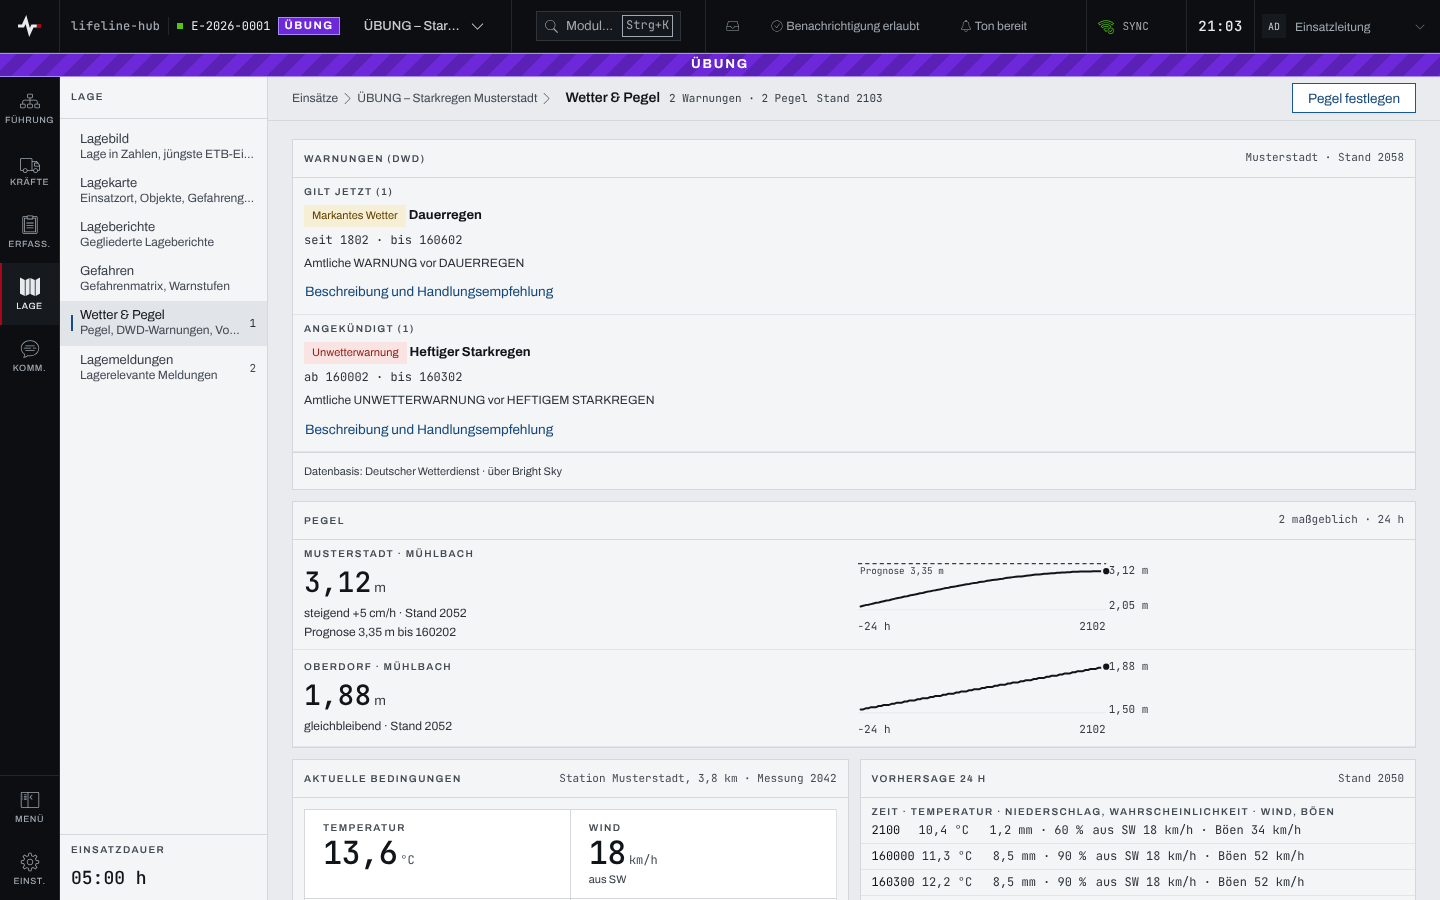 lifeline-hub
E-2026-0001 ÜBUNG
ÜBUNG – Star...
Modul... Strg+K
Benachrichtigung erlaubt
Ton bereit
SYNC
21:03
AD Einsatzleitung
ÜBUNG
FÜHRUNG
KRÄFTE
ERFASS.
LAGE
KOMM.
MENÜ
EINST.
LAGE
Lagebild
Lage in Zahlen, jüngste ETB-Ei...
Lagekarte
Einsatzort, Objekte, Gefahreng...
Lageberichte
Gegliederte Lageberichte
Gefahren
Gefahrenmatrix, Warnstufen
Wetter & Pegel
Pegel, DWD-Warnungen, Vo... 1
Lagemeldungen
Lagerelevante Meldungen 2
EINSATZDAUER
05:00 h
Einsätze ÜBUNG – Starkregen Musterstadt Wetter & Pegel 2 Warnungen · 2 Pegel Stand 2103
Pegel festlegen
WARNUNGEN (DWD) Musterstadt · Stand 2058
GILT JETZT (1)
Markantes Wetter Dauerregen
seit 1802 · bis 160602
Amtliche WARNUNG vor DAUERREGEN
Beschreibung und Handlungsempfehlung
ANGEKÜNDIGT (1)
Unwetterwarnung Heftiger Starkregen
ab 160002 · bis 160302
Amtliche UNWETTERWARNUNG vor HEFTIGEM STARKREGEN
Beschreibung und Handlungsempfehlung
Datenbasis: Deutscher Wetterdienst · über Bright Sky
PEGEL 2 maßgeblich · 24 h
MUSTERSTADT · MÜHLBACH
3,12 m
steigend +5 cm/h · Stand 2052
Prognose 3,35 m bis 160202
Prognose 3,35 m
3,12 m
2,05 m
-24 h 2102
OBERDORF · MÜHLBACH
1,88 m
gleichbleibend · Stand 2052
1,88 m
1,50 m
-24 h 2102
AKTUELLE BEDINGUNGEN Station Musterstadt, 3,8 km · Messung 2042
TEMPERATUR
13,6 °C
WIND
18 km/h
aus SW
VORHERSAGE 24 H Stand 2050
ZEIT · TEMPERATUR · NIEDERSCHLAG, WAHRSCHEINLICHKEIT · WIND, BÖEN
2100 10,4 °C 1,2 mm · 60 % aus SW 18 km/h · Böen 34 km/h
160000 11,3 °C 8,5 mm · 90 % aus SW 18 km/h · Böen 52 km/h
160300 12,2 °C 8,5 mm · 90 % aus SW 18 km/h · Böen 52 km/h